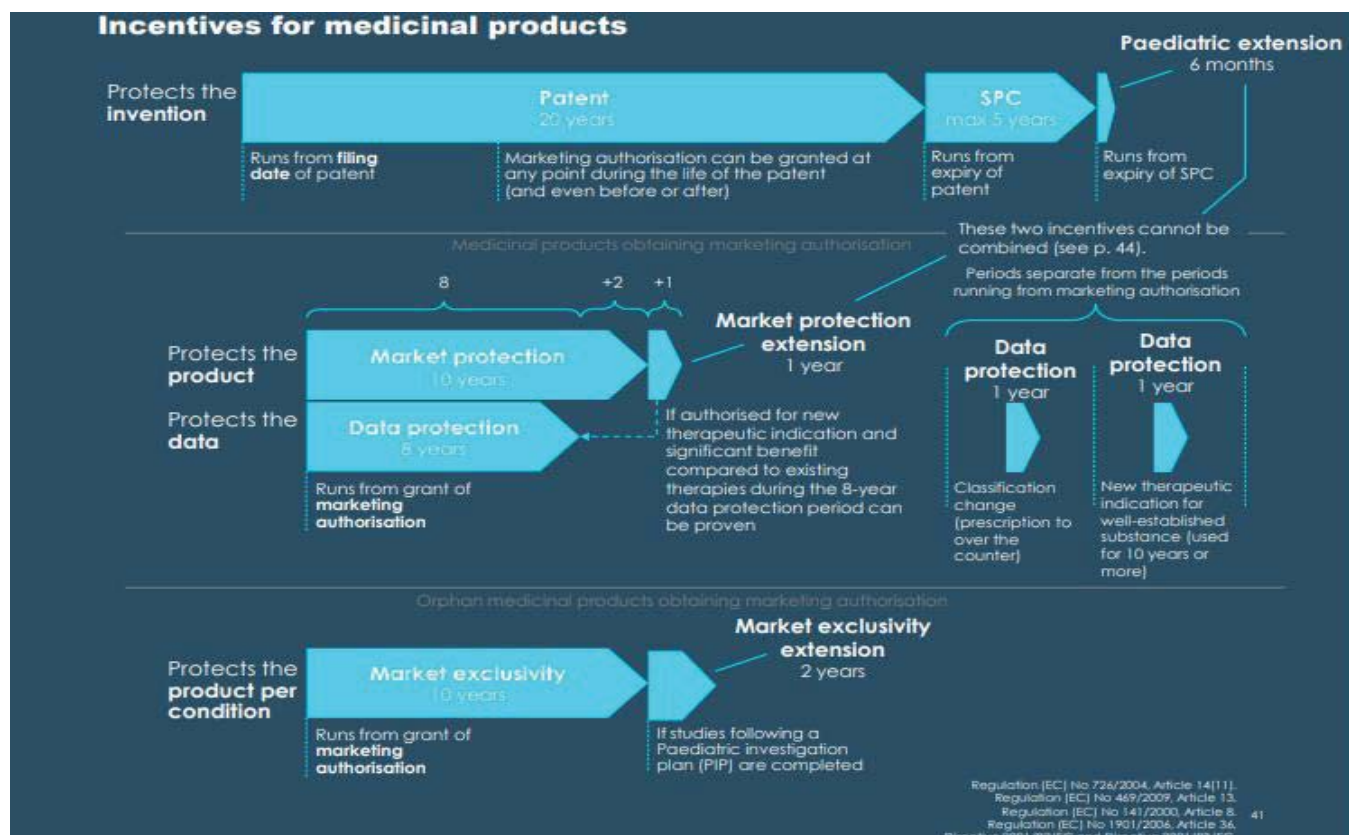 Incentives for medicinal products
Paediatric extension
6 months
Protects the
invention
Patent
20 years
SPC
max 5 years
Runs from filing
date of patent
Marketing authorisation can be granted at
any point during the life of the patent
(and even before or after)
Runs from
expiry of
patent
Runs from
expiry of SPC
These two incentives cannot be
combined (see p. 44).
Medicinal products obtaining marketing authorisation
Periods separate from the periods
running from marketing authorisation
8
+2
+1
Protects the
product
Market protection
10 years
Market protection
extension
1 year
Data
protection
1 year
Data
protection
1 year
Protects the
data
Data protection
8 years
Runs from grant of
marketing
authorisation
If authorised for new
therapeutic indication and
significant benefit
compared to existing
therapies during the 8-year
data protection period can
be proven
Classification
change
(prescription to
over the
counter)
New therapeutic
indication for
well-established
substance (used
for 10 years or
more)
Orphan medicinal products obtaining marketing authorisation
Protects the
product per
condition
Market exclusivity
10 years
Market exclusivity
extension
2 years
Runs from grant of
marketing
authorisation
If studies following a
Paediatric investigation
plan (PIP) are completed
Regulation (EC) No 726/2004, Article 14(11).
Regulation (EC) No 469/2009, Article 13.
Regulation (EC) No 141/2000, Article 8.
Regulation (EC) No 1901/2006, Article 36,
41